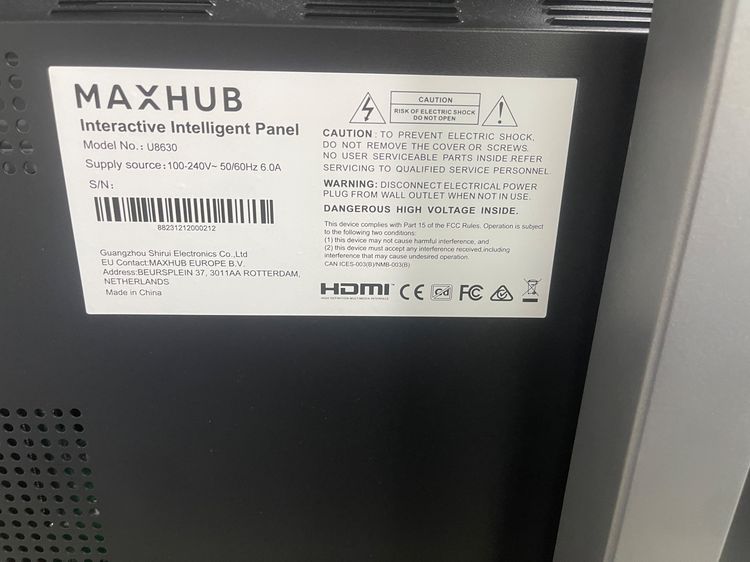 MAXHUB
Interactive Intelligent Panel
Model No.: U8630
Supply source: 100-240V~ 50/60Hz 6.0A
S/N:
88231212000212
Guangzhou Shirui Electronics Co.,Ltd
EU Contact:MAXHUB EUROPE B.V.
Address:BEURSPLEIN 37, 3011AA ROTTERDAM,
NETHERLANDS
Made in China
CAUTION
RISK OF ELECTRIC SHOCK
DO NOT OPEN
CAUTION: TO PREVENT ELECTRIC SHOCK,
DO NOT REMOVE THE COVER OR SCREWS.
NO USER SERVICEABLE PARTS INSIDE REFER
SERVICING TO QUALIFIED SERVICE PERSONNEL
WARNING: DISCONNECT ELECTRICAL POWER
PLUG FROM WALL OUTLET WHEN NOT IN USE.
DANGEROUS HIGH VOLTAGE INSIDE.
This device complies with Part 15 of the FCC Rules. Operation is subject
to the following two conditions:
(1) this device may not cause harmful interference, and
(2) this device must accept any interference received,including
interference that may cause undesired operation.
CAN ICES-003(B)/NMB-003(B)
HDMI CE FC
HIGH DEFINITION MULTIMEDIA INTERFACE